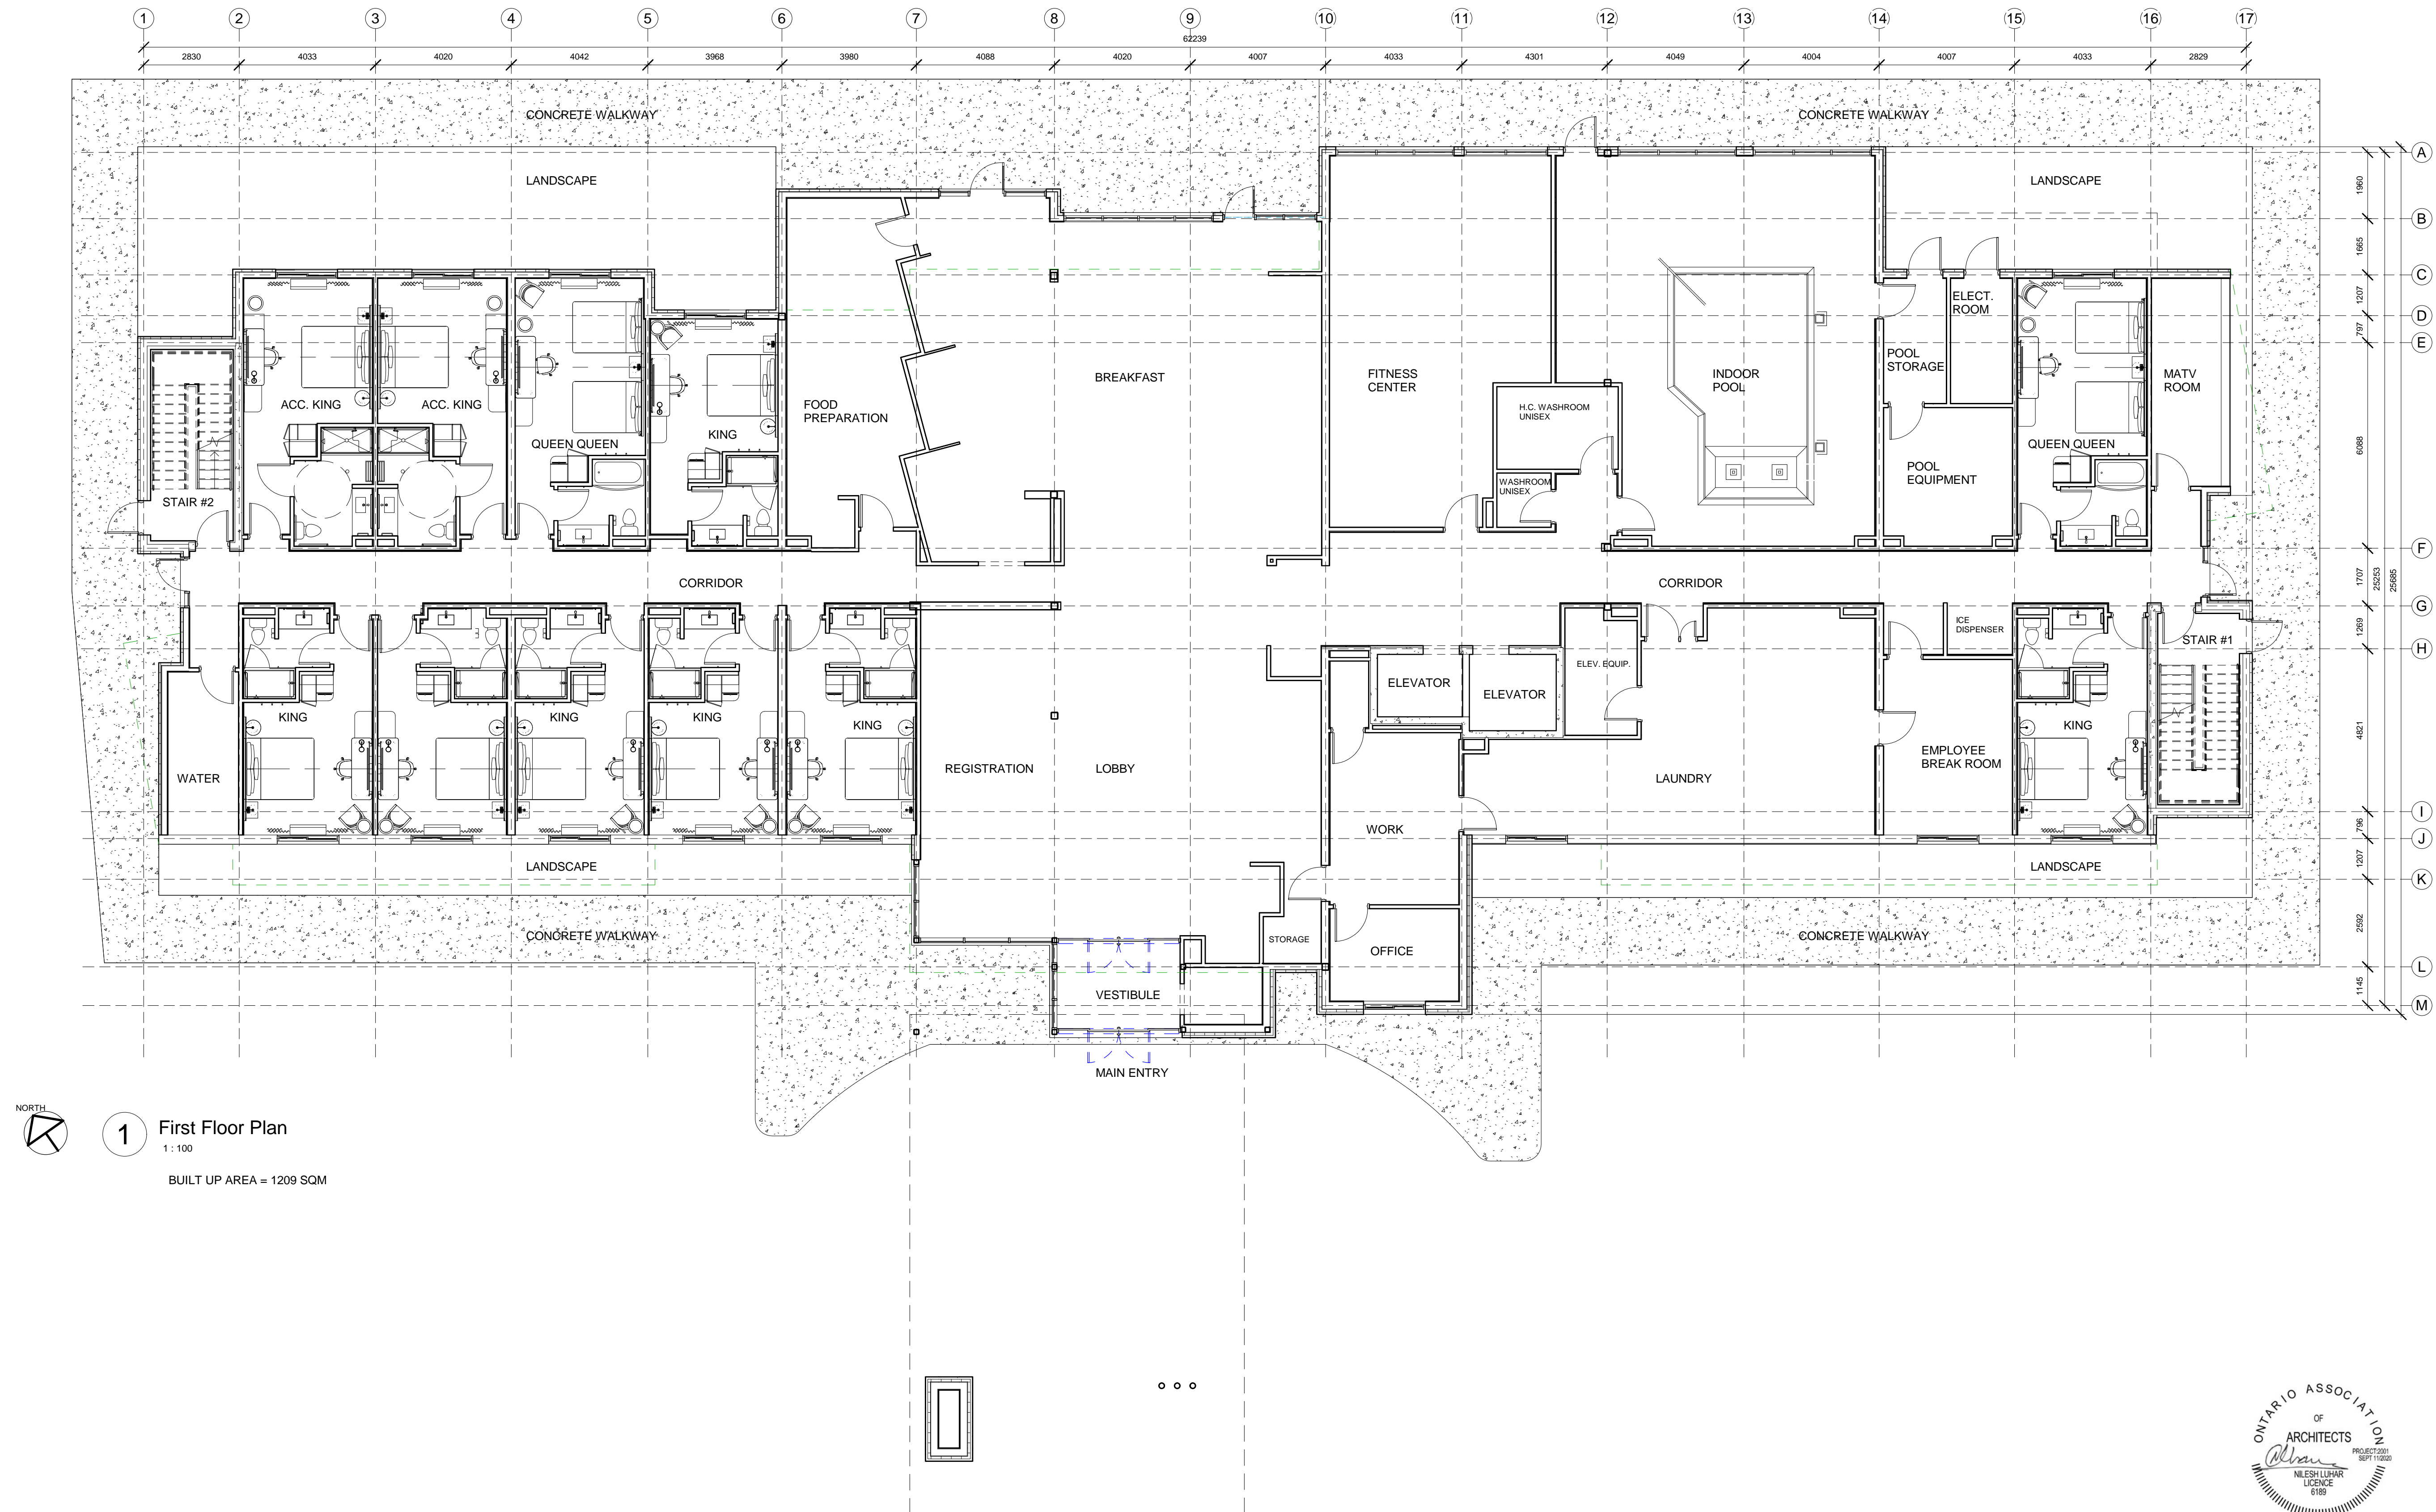 1 2 3 4 5 6 7 8 9 10 11 12 13 14 15 16 17
62239
2830 4033 4020 4042 3968 3980 4088 4020 4007 4033 4301 4049 4004 4007 4033 2829
CONCRETE WALKWAY
CONCRETE WALKWAY
A
B
C
D
E
F
G
H
I
J
K
L
M
1960
1665
1207
797
6088
1707
1269
4821
796
1207
2592
1145
25253
25685
LANDSCAPE
LANDSCAPE
STAIR #2
ACC. KING
ACC. KING
QUEEN QUEEN
KING
FOOD
PREPARATION
BREAKFAST
FITNESS
CENTER
H.C. WASHROOM
UNISEX
WASHROOM
UNISEX
INDOOR
POOL
POOL
STORAGE
ELECT.
ROOM
POOL
EQUIPMENT
QUEEN QUEEN
MATV
ROOM
CORRIDOR
CORRIDOR
WATER
KING
KING
KING
KING
REGISTRATION
LOBBY
ELEVATOR
ELEVATOR
ELEV. EQUIP.
LAUNDRY
WORK
EMPLOYEE
BREAK ROOM
ICE
DISPENSER
KING
STAIR #1
LANDSCAPE
LANDSCAPE
CONCRETE WALKWAY
CONCRETE WALKWAY
STORAGE
OFFICE
VESTIBULE
MAIN ENTRY
NORTH
1
First Floor Plan
1 : 100
BUILT UP AREA = 1209 SQM
ONTARIO ASSOCIATION
OF
ARCHITECTS
PROJECT:2001
SEPT 11/2020
NILESH LUHAR
LICENCE
6189